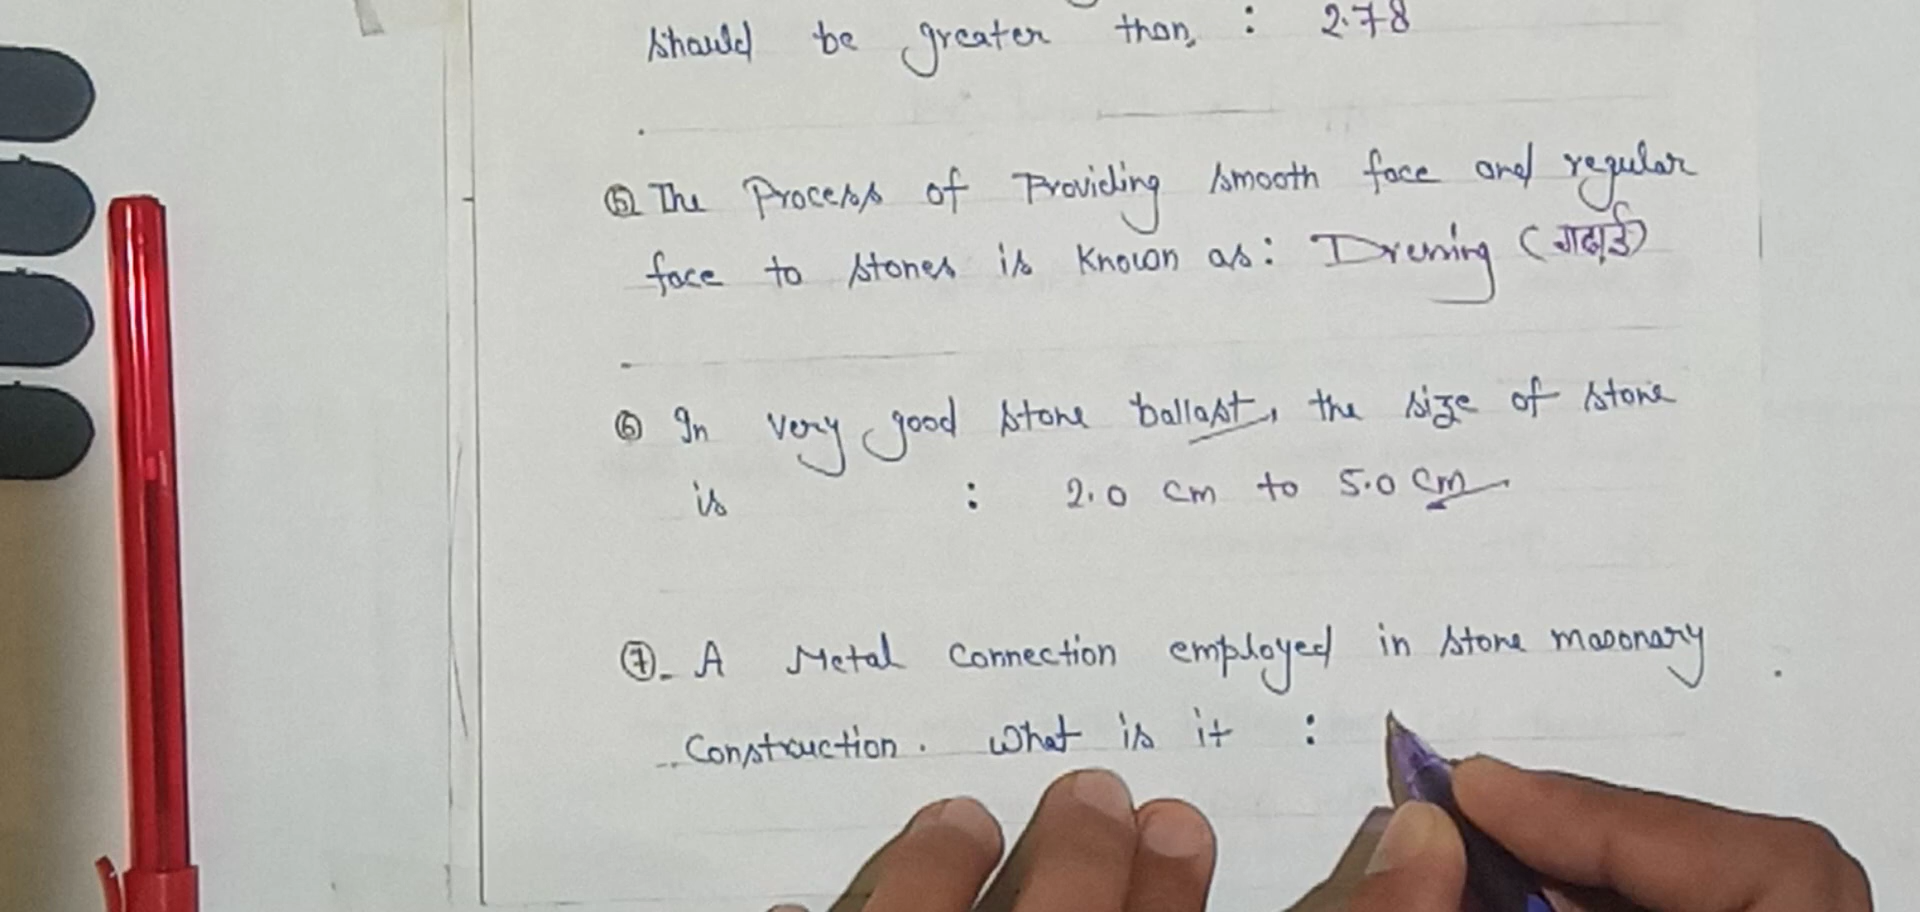 should be greater than : 2.78
⑤ The Process of Providing smooth face and regular
face to stones is known as: Dressing (गढाई)
⑥ In very good stone ballast, the size of stone
is : 2.0 cm to 5.0 cm
⑦- A Metal Connection employed in stone masonary
Construction. What is it :